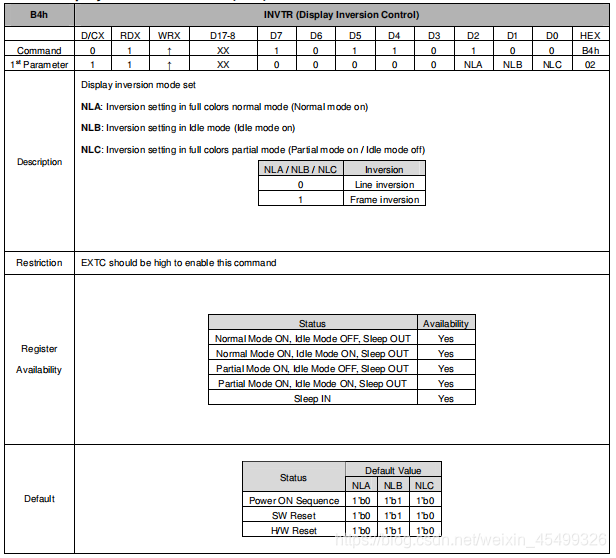 B4h INVTR (Display Inversion Control)
D/CX RDX WRX D17-8 D7 D6 D5 D4 D3 D2 D1 D0 HEX
Command 0 1 ↑ XX 1 0 1 1 0 1 0 0 B4h
1st Parameter 1 1 ↑ XX 0 0 0 0 0 NLA NLB NLC 02
Description
Display inversion mode set
NLA: Inversion setting in full colors normal mode (Normal mode on)
NLB: Inversion setting in Idle mode (Idle mode on)
NLC: Inversion setting in full colors partial mode (Partial mode on / Idle mode off)
NLA / NLB / NLC Inversion
0 Line inversion
1 Frame inversion
Restriction EXTC should be high to enable this command
Register
Availability
Status Availability
Normal Mode ON, Idle Mode OFF, Sleep OUT Yes
Normal Mode ON, Idle Mode ON, Sleep OUT Yes
Partial Mode ON, Idle Mode OFF, Sleep OUT Yes
Partial Mode ON, Idle Mode ON, Sleep OUT Yes
Sleep IN Yes
Default
Status Default Value
NLA NLB NLC
Power ON Sequence 1'b0 1'b1 1'b0
SW Reset 1'b0 1'b1 1'b0
H/W Reset 1'b0 1'b1 1'b0
https://blog.csdn.net/weixin_45499326